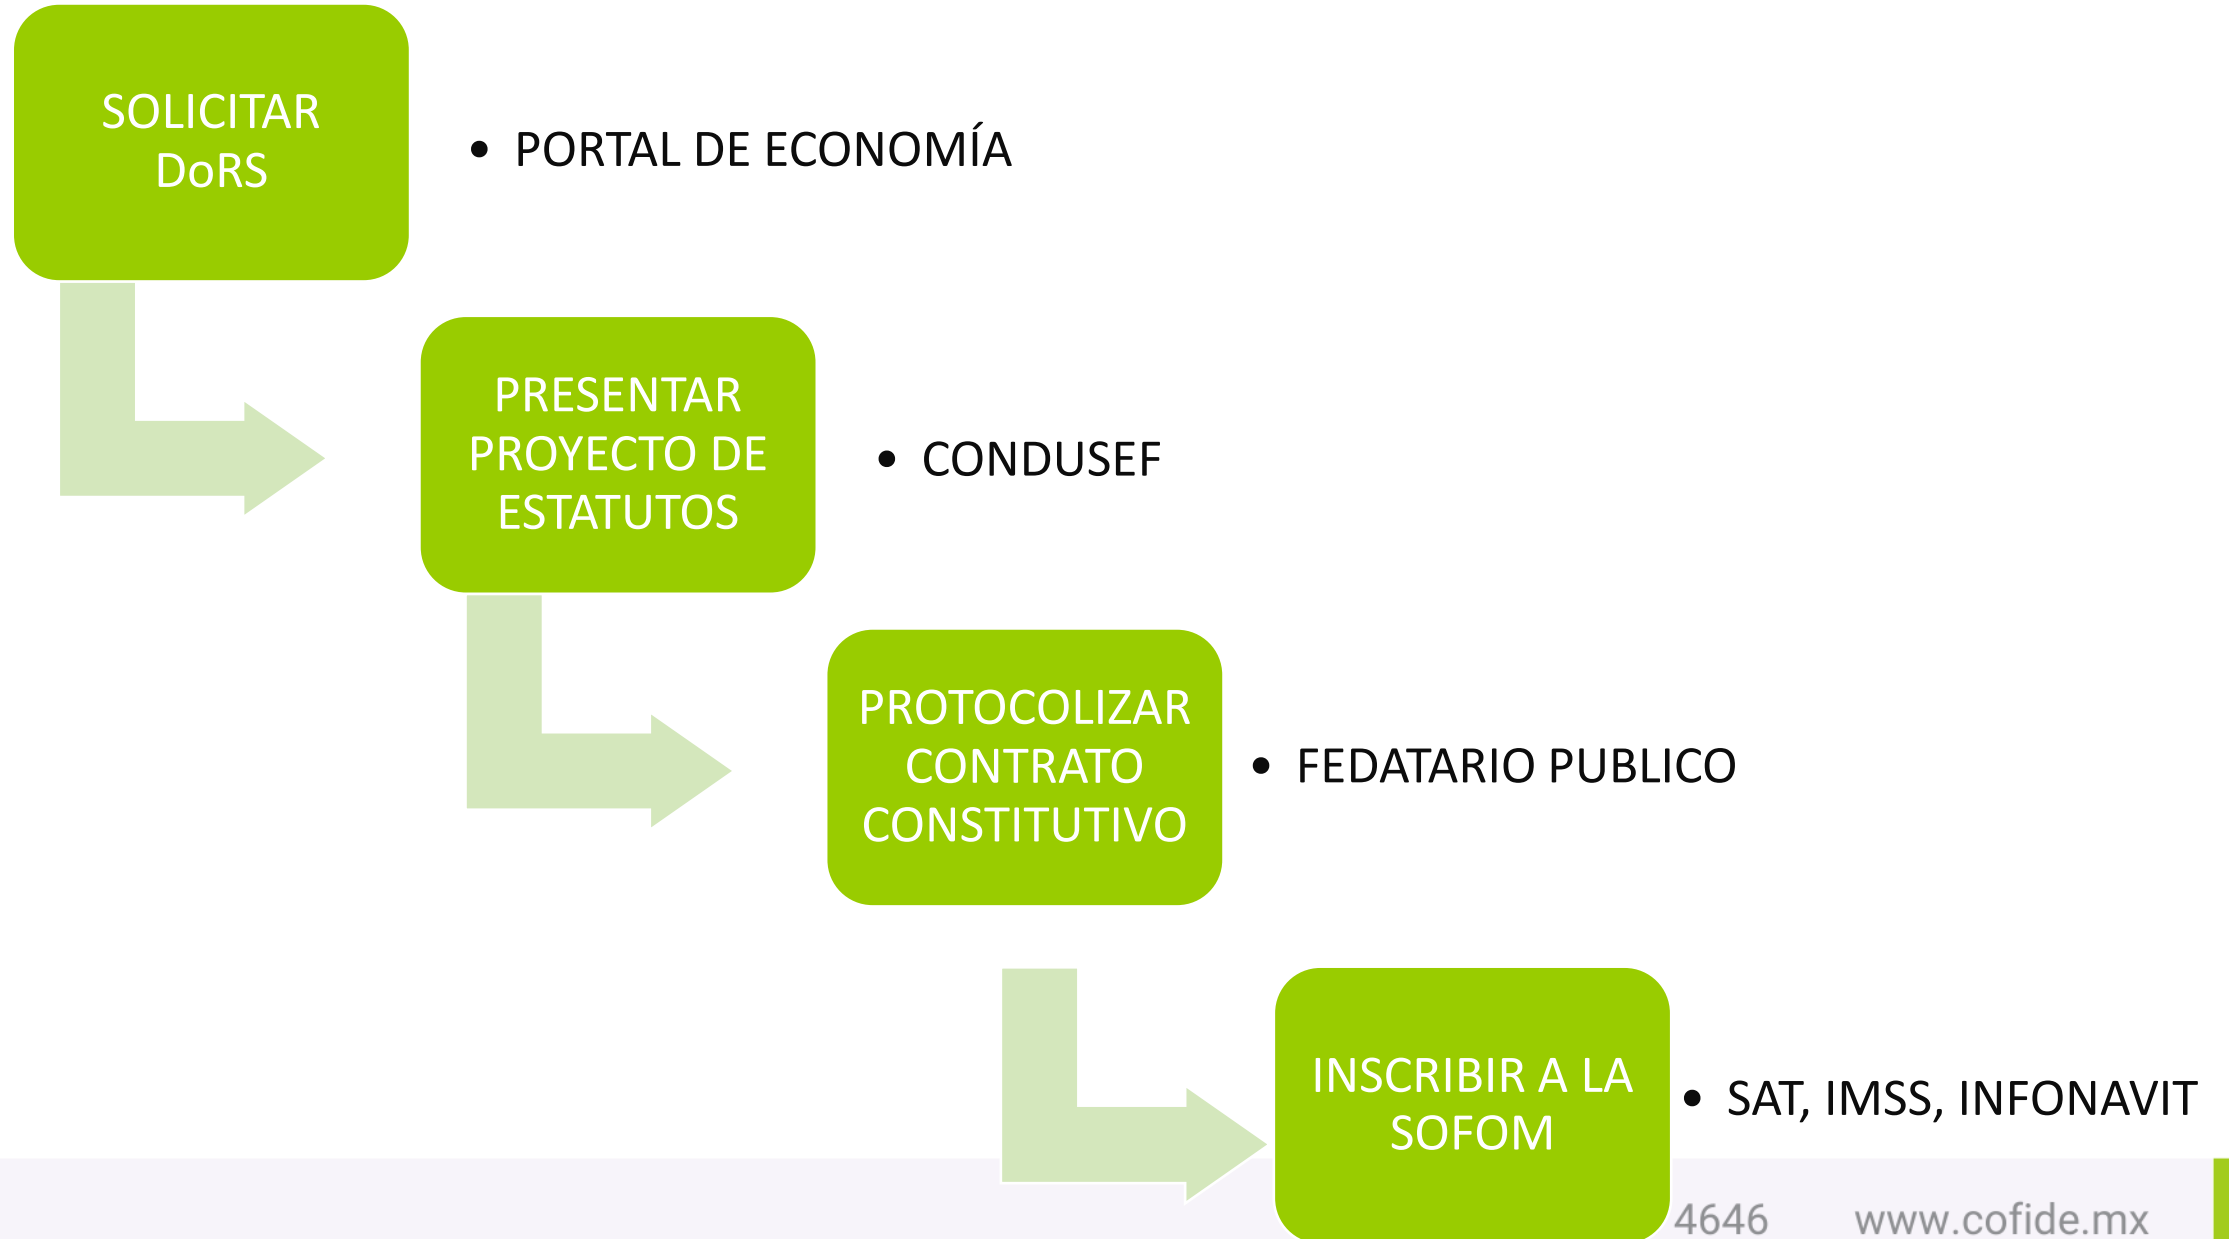 SOLICITAR
DoRS
• PORTAL DE ECONOMÍA
PRESENTAR
PROYECTO DE
ESTATUTOS
• CONDUSEF
PROTOCOLIZAR
CONTRATO
CONSTITUTIVO
• FEDATARIO PUBLICO
INSCRIBIR A LA
SOFOM
• SAT, IMSS, INFONAVIT
4646 www.cofide.mx